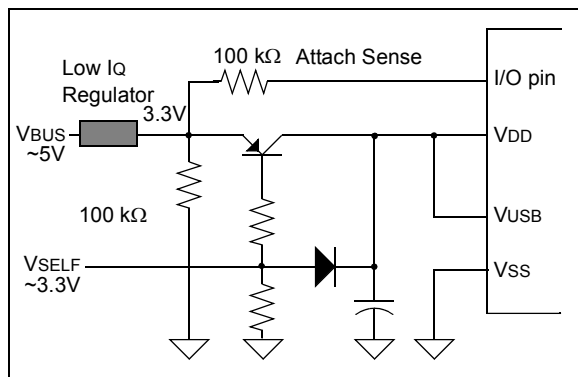 100 kΩ Attach Sense
Low IQ
Regulator
3.3V
I/O pin
VBUS
~5V
VDD
100 kΩ
VUSB
VSELF
~3.3V
VSS